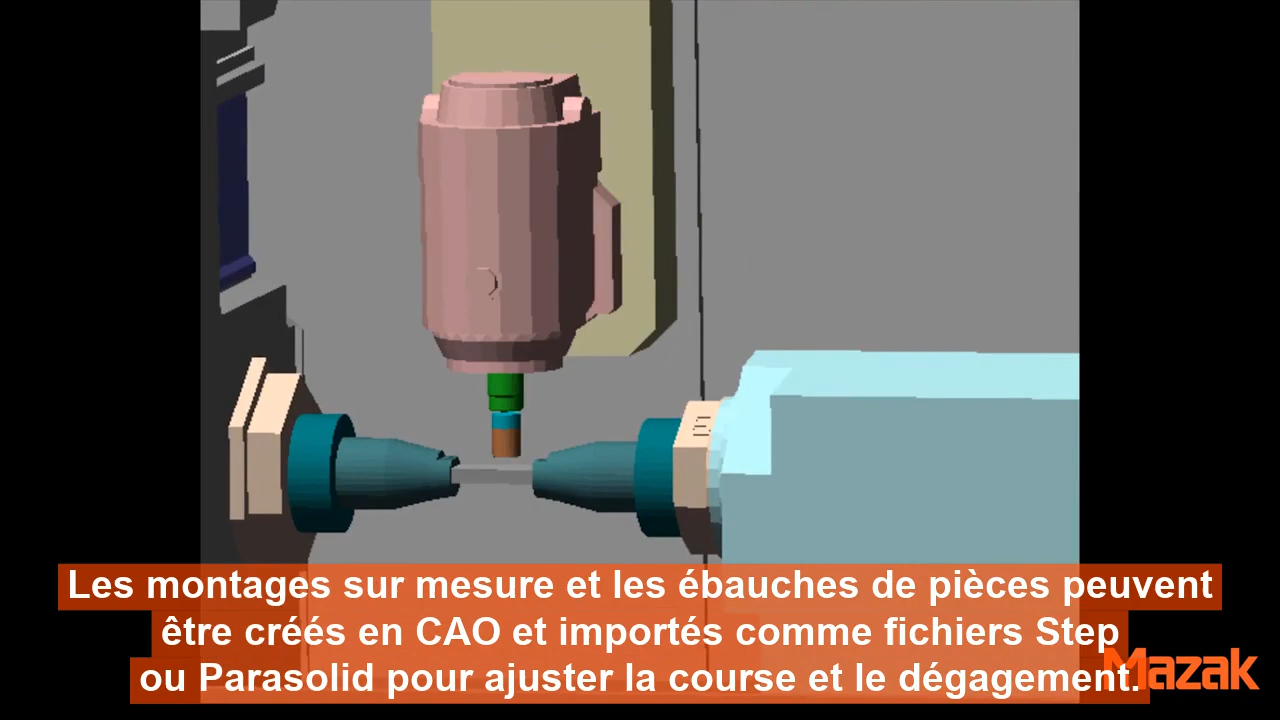 Les montages sur mesure et les ébauches de pièces peuvent
être créés en CAO et importés comme fichiers Step
ou Parasolid pour ajuster la course et le dégagement.
Mazak